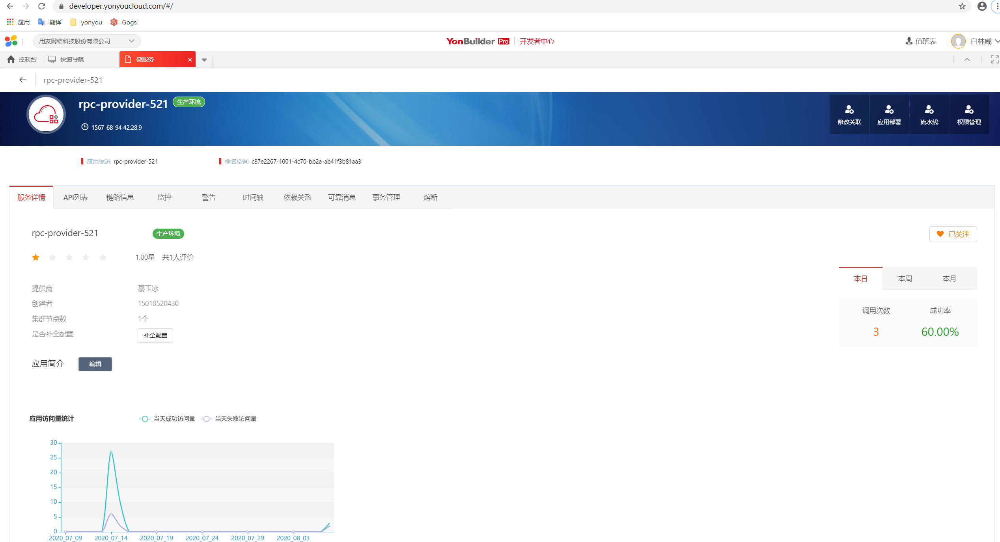 developer.yonyoucloud.com/#/
应用 翻译 yonyou Gogs
用友网络科技股份有限公司 YonBuilder Pro 开发者中心 值班表 白林威
控制台 快速导航 微服务
rpc-provider-521
rpc-provider-521 生产环境
1567-68-94 42:28:9
修改关联 应用部署 流水线 权限管理
应用标识 rpc-provider-521 命名空间 c87e2267-1001-4c70-bb2a-ab41f3b81aa3
服务详情 API列表 链路信息 监控 警告 时间轴 依赖关系 可靠消息 事务管理 熔断
rpc-provider-521 生产环境 已关注
1.00星 共1人评价
本日 本周 本月
提供商 綦玉冰
创建者 15010520430
调用次数 成功率
集群节点数 1个
3 60.00%
是否补全配置 补全配置
应用简介 编辑
应用访问量统计 当天成功访问量 当天失败访问量
30
25
20
15
10
5
0
2020_07_09 2020_07_14 2020_07_19 2020_07_24 2020_07_29 2020_08_03